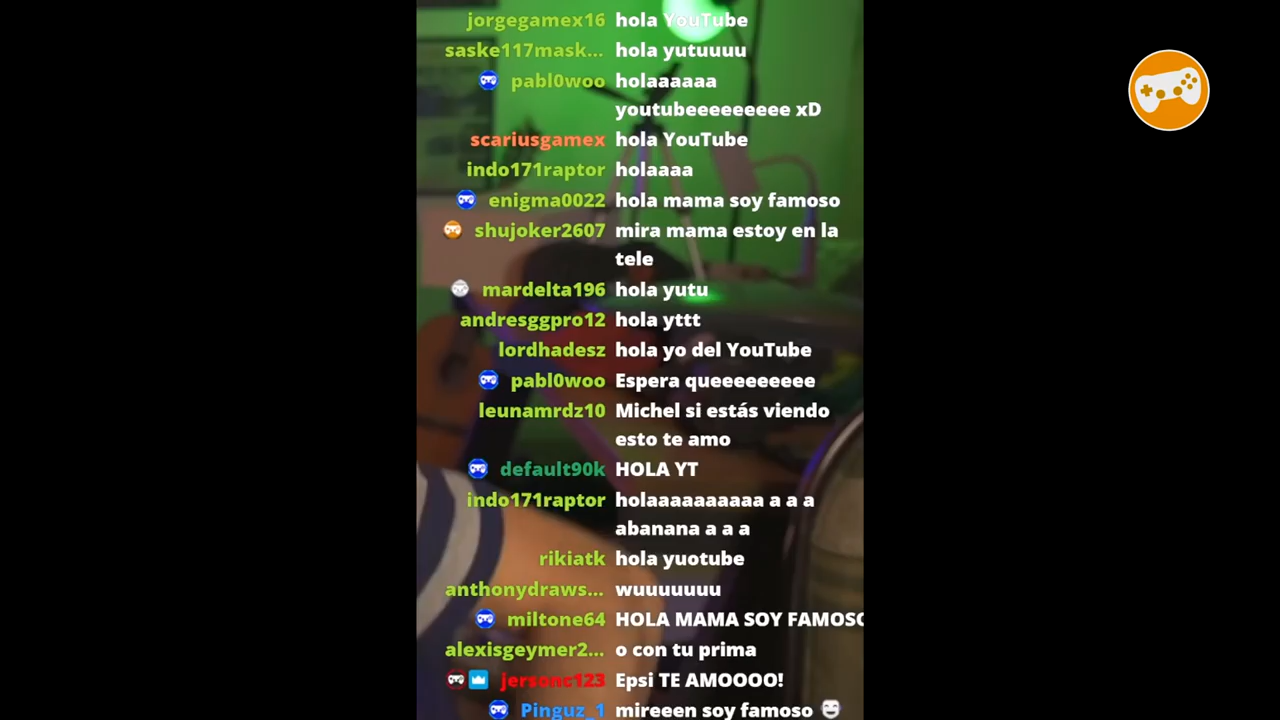 jorgegamex16 hola YouTube
saske117mask... hola yutuuuu
pabl0woo holaaaaaa
youtubeeeeeeeee xD
scariusgamex hola YouTube
indo171raptor holaaaa
enigma0022 hola mama soy famoso
shujoker2607 mira mama estoy en la
tele
mardelta196 hola yutu
andresggpro12 hola yttt
lordhadesz hola yo del YouTube
pabl0woo Espera queeeeeeeee
leunamrdz10 Michel si estás viendo
esto te amo
default90k HOLA YT
indo171raptor holaaaaaaaaaa a a a
abanana a a a
rikiatk hola yuotube
anthonydraws... wuuuuuuu
miltone64 HOLA MAMA SOY FAMOSO
alexisgeymer2... o con tu prima
jersonc123 Epsi TE AMOOOO!
Pinguz_1 mireeen soy famoso